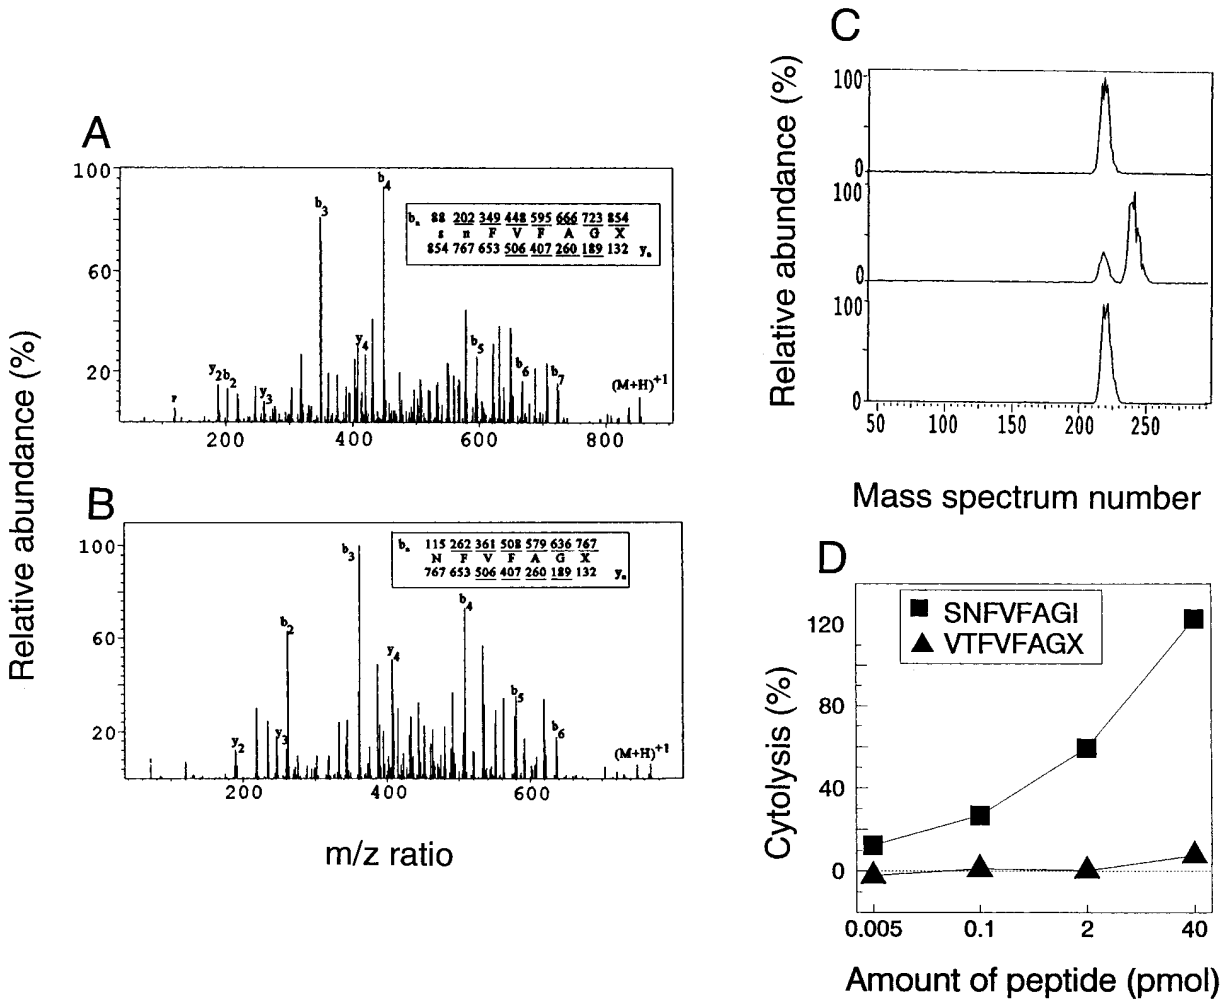 A
Relative abundance (%)
100
60
20
b3
b4
bn 88 202 349 448 595 666 723 854
s n F V F A G X
854 767 653 506 407 260 189 132 yn
y2 b2
y3
y4
b5
b6
b7
(M+H)+1
r
200 400 600 800
B
100
60
20
b3
bn 115 262 361 508 579 636 767
N F V F A G X
767 653 506 407 260 189 132 yn
b2
b4
y4
y2
y3
b5
b6
(M+H)+1
200 400 600
m/z ratio
C
Relative abundance (%)
100
0
100
0
100
0
50 100 150 200 250
Mass spectrum number
D
Cytolysis (%)
120
80
40
0
SNFVFAGI
VTFVFAGX
0.005 0.1 2 40
Amount of peptide (pmol)